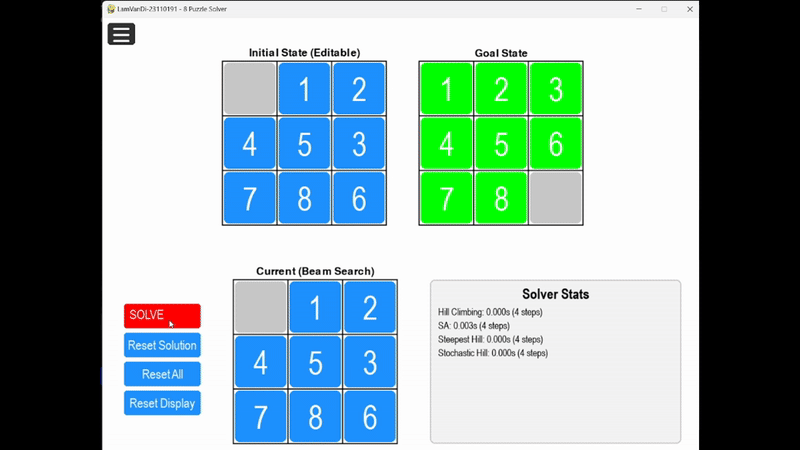 LumVanDi-23110191 - 8 Puzzle Solver
Initial State (Editable)
Goal State
1 2
1 2 3
4 5 3
4 5 6
7 8 6
7 8
Current (Beam Search)
1 2
4 5 3
7 8 6
SOLVE
Reset Solution
Reset All
Reset Display
Solver Stats
Hill Climbing: 0.000s (4 steps)
SA: 0.003s (4 steps)
Steepest Hill: 0.000s (4 steps)
Stochastic Hill: 0.000s (4 steps)